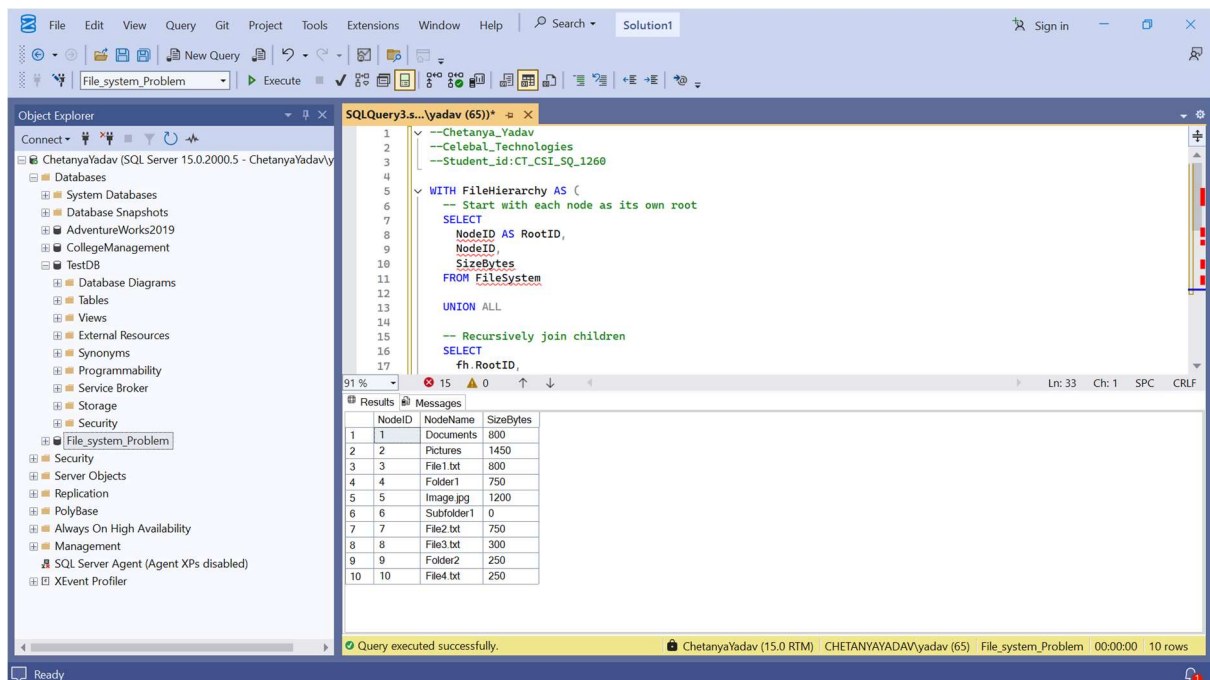 File Edit View Query Git Project Tools Extensions Window Help Search Solution1 Sign in
New Query
File_system_Problem Execute
Object Explorer
Connect
ChetanyaYadav (SQL Server 15.0.2000.5 - ChetanyaYadav\y
Databases
System Databases
Database Snapshots
AdventureWorks2019
CollegeManagement
TestDB
Database Diagrams
Tables
Views
External Resources
Synonyms
Programmability
Service Broker
Storage
Security
File_system_Problem
Security
Server Objects
Replication
PolyBase
Always On High Availability
Management
SQL Server Agent (Agent XPs disabled)
XEvent Profiler
SQLQuery3.s...\yadav (65))*
1 --Chetanya_Yadav
2 --Celebal_Technologies
3 --Student_id:CT_CSI_SQ_1260
4
5 WITH FileHierarchy AS (
6 -- Start with each node as its own root
7 SELECT
8 NodeID AS RootID,
9 NodeID,
10 SizeBytes
11 FROM FileSystem
12
13 UNION ALL
14
15 -- Recursively join children
16 SELECT
17 fh.RootID,
91 % 15 0 Ln: 33 Ch: 1 SPC CRLF
Results Messages
NodeID NodeName SizeBytes
1 1 Documents 800
2 2 Pictures 1450
3 3 File1.txt 800
4 4 Folder1 750
5 5 Image.jpg 1200
6 6 Subfolder1 0
7 7 File2.txt 750
8 8 File3.txt 300
9 9 Folder2 250
10 10 File4.txt 250
Query executed successfully. ChetanyaYadav (15.0 RTM) CHETANYAYADAV\yadav (65) File_system_Problem 00:00:00 10 rows
Ready 1